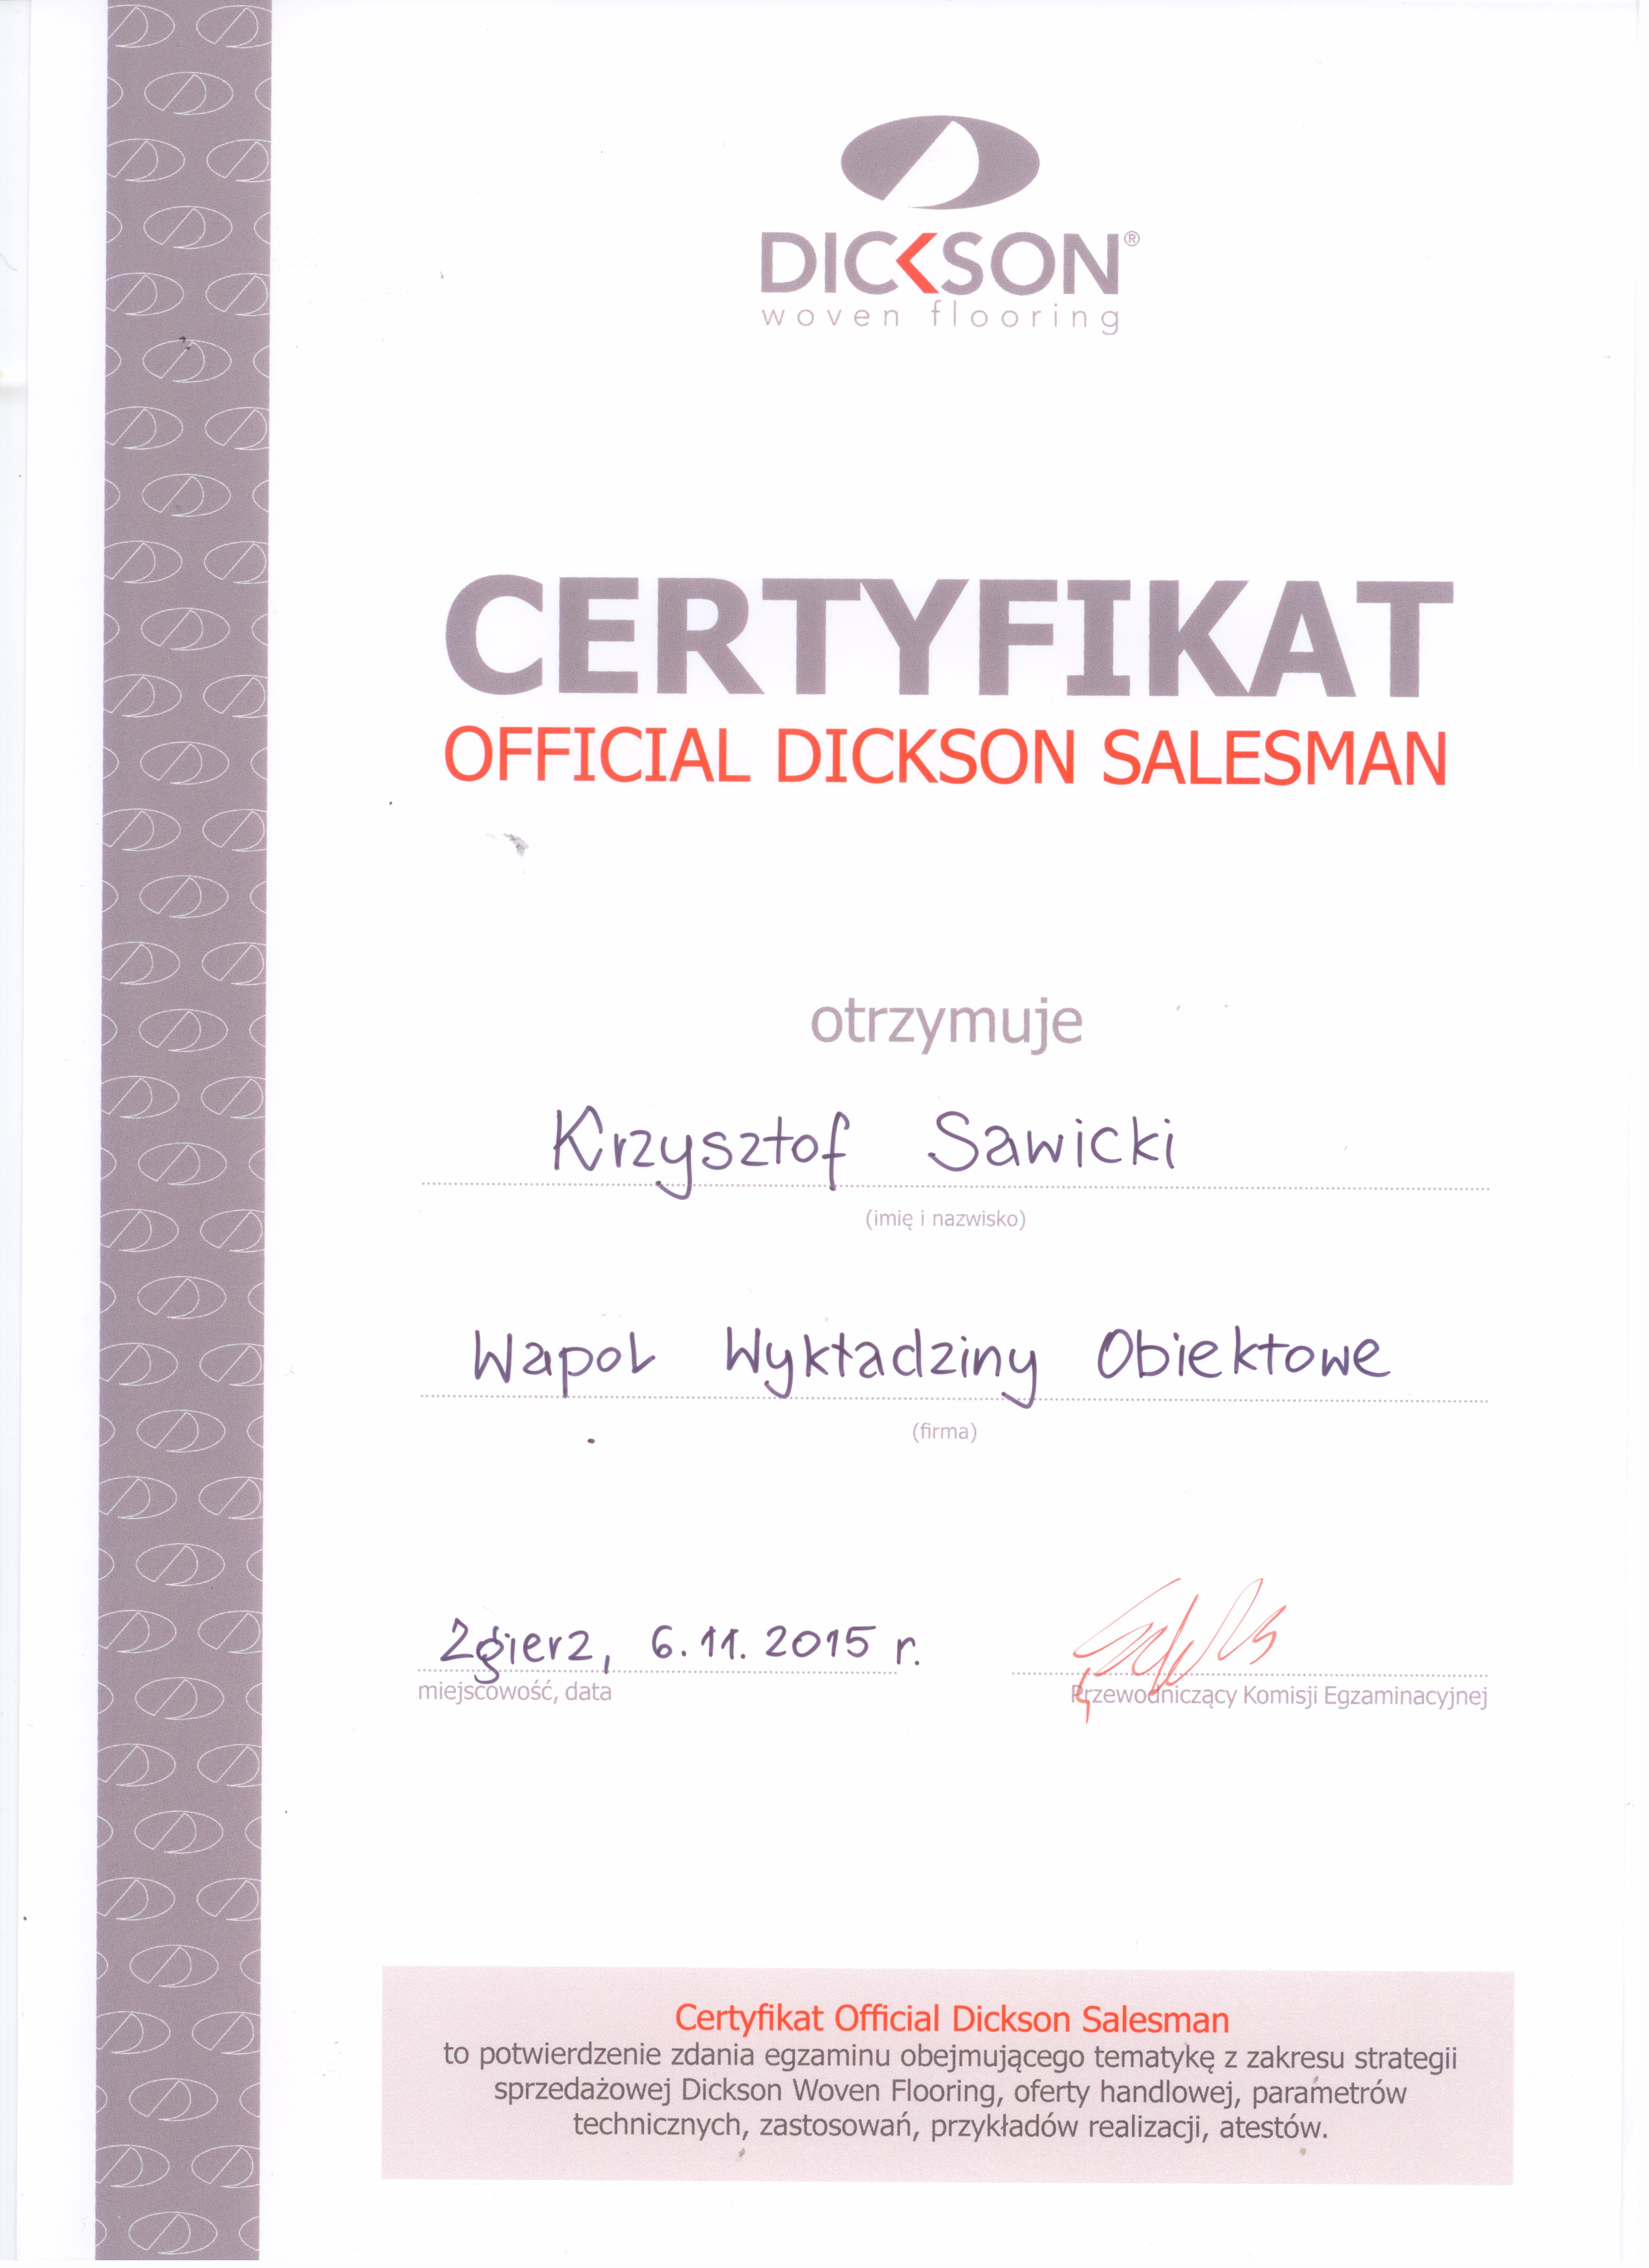 DICKSON®
woven flooring
CERTYFIKAT
OFFICIAL DICKSON SALESMAN
otrzymuje
Krzysztof Sawicki
(imię i nazwisko)
Wapol Wykładziny Obiektowe
(firma)
Zgierz, 6.11.2015 r.
miejscowość, data
Przewodniczący Komisji Egzaminacyjnej
Certyfikat Official Dickson Salesman
to potwierdzenie zdania egzaminu obejmującego tematykę z zakresu strategii
sprzedażowej Dickson Woven Flooring, oferty handlowej, parametrów
technicznych, zastosowań, przykładów realizacji, atestów.